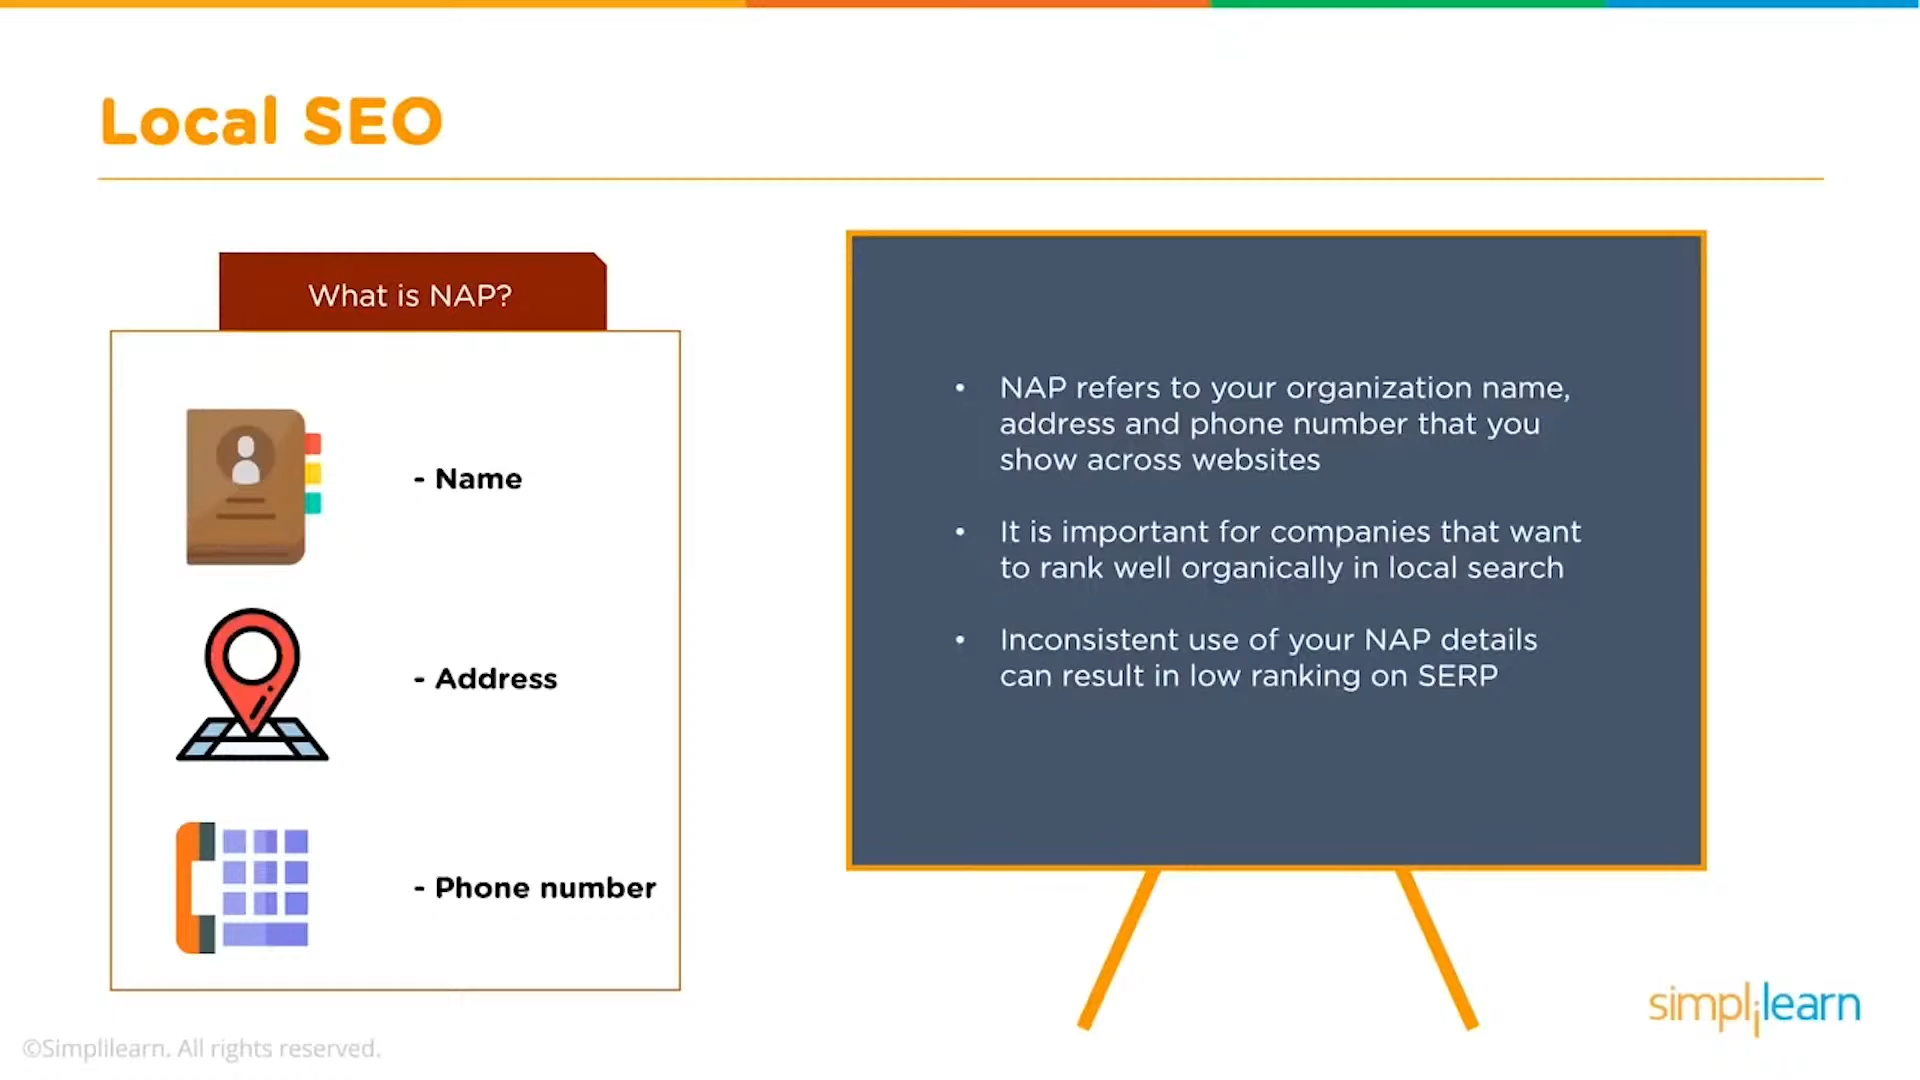 Local SEO
What is NAP?
- Name
- Address
- Phone number
• NAP refers to your organization name,
address and phone number that you
show across websites
• It is important for companies that want
to rank well organically in local search
• Inconsistent use of your NAP details
can result in low ranking on SERP
simplilearn
©Simplilearn. All rights reserved.